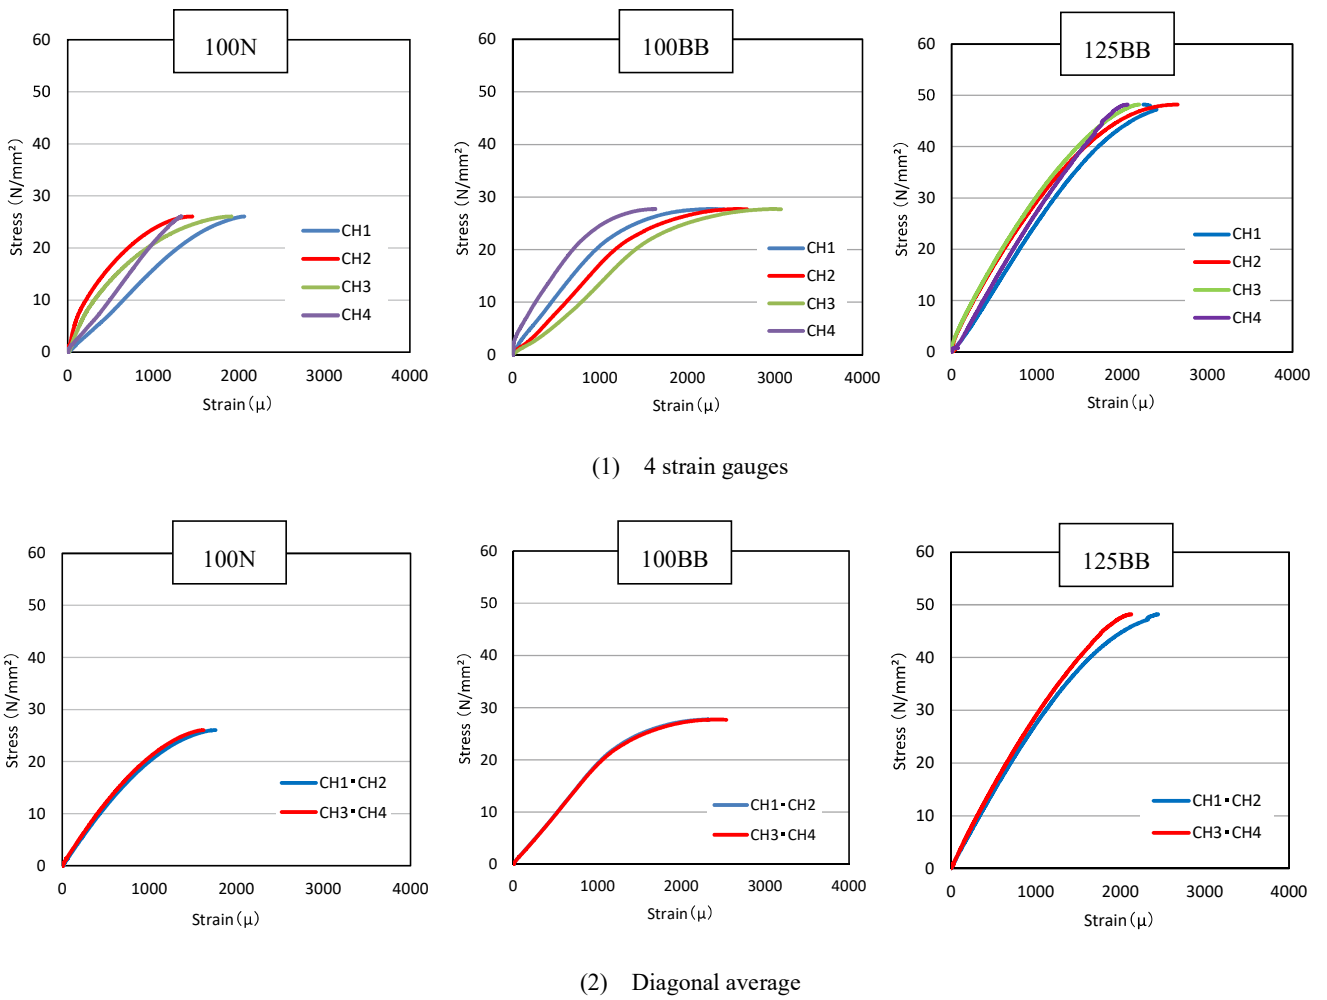 100N
60
50
40
30
20
10
0
0 1000 2000 3000 4000
Stress (N/mm²)
Strain(μ)
CH1
CH2
CH3
CH4
100BB
60
50
40
30
20
10
0
0 1000 2000 3000 4000
Stress (N/mm²)
Strain(μ)
CH1
CH2
CH3
CH4
125BB
60
50
40
30
20
10
0
0 1000 2000 3000 4000
Stress (N/mm²)
Strain(μ)
CH1
CH2
CH3
CH4
(1) 4 strain gauges
100N
60
50
40
30
20
10
0
0 1000 2000 3000 4000
Stress (N/mm²)
Strain(μ)
CH1・CH2
CH3・CH4
100BB
60
50
40
30
20
10
0
0 1000 2000 3000 4000
Stress (N/mm²)
Strain(μ)
CH1・CH2
CH3・CH4
125BB
60
50
40
30
20
10
0
0 1000 2000 3000 4000
Stress (N/mm²)
Strain(μ)
CH1・CH2
CH3・CH4
(2) Diagonal average